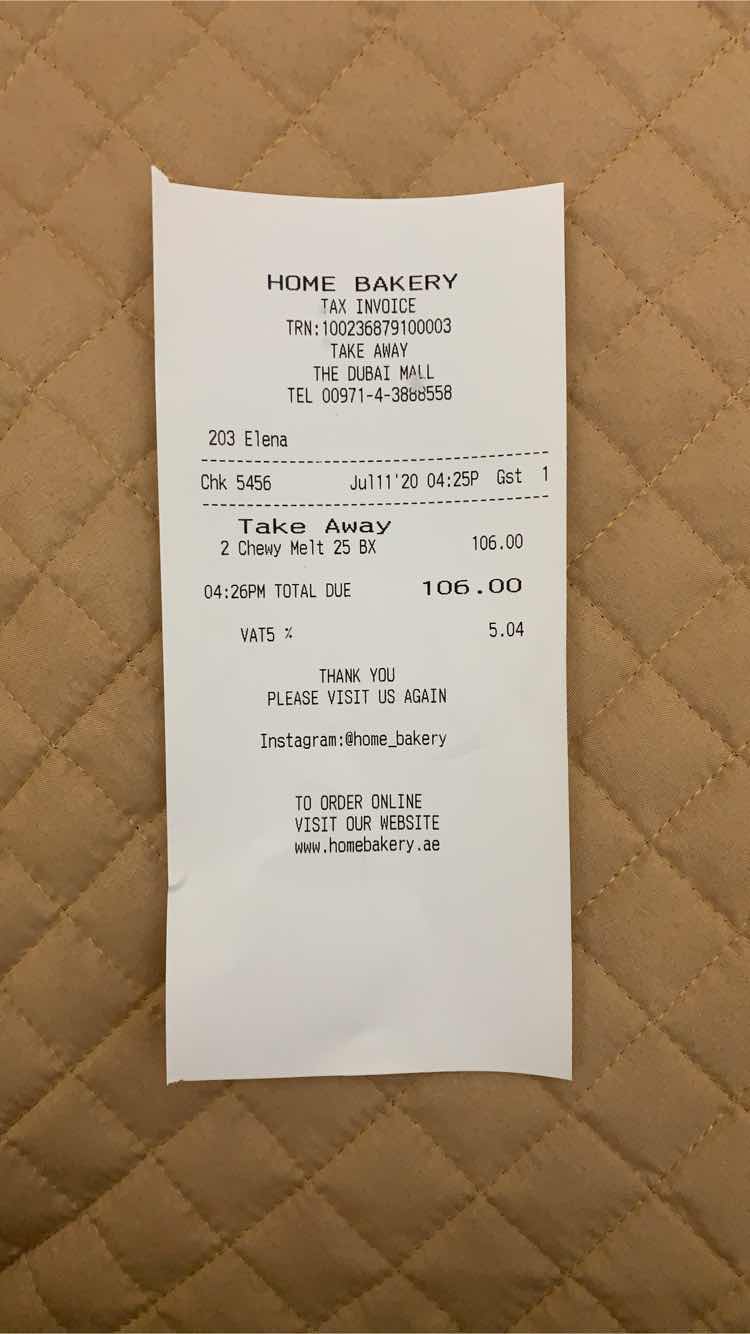 HOME BAKERY
TAX INVOICE
TRN:100236879100003
TAKE AWAY
THE DUBAI MALL
TEL 00971-4-3868558
203 Elena
Chk 5456 Jul11'20 04:25P Gst 1
Take Away
2 Chewy Melt 25 BX 106.00
04:26PM TOTAL DUE 106.00
VAT5 % 5.04
THANK YOU
PLEASE VISIT US AGAIN
Instagram:@home_bakery
TO ORDER ONLINE
VISIT OUR WEBSITE
www.homebakery.ae